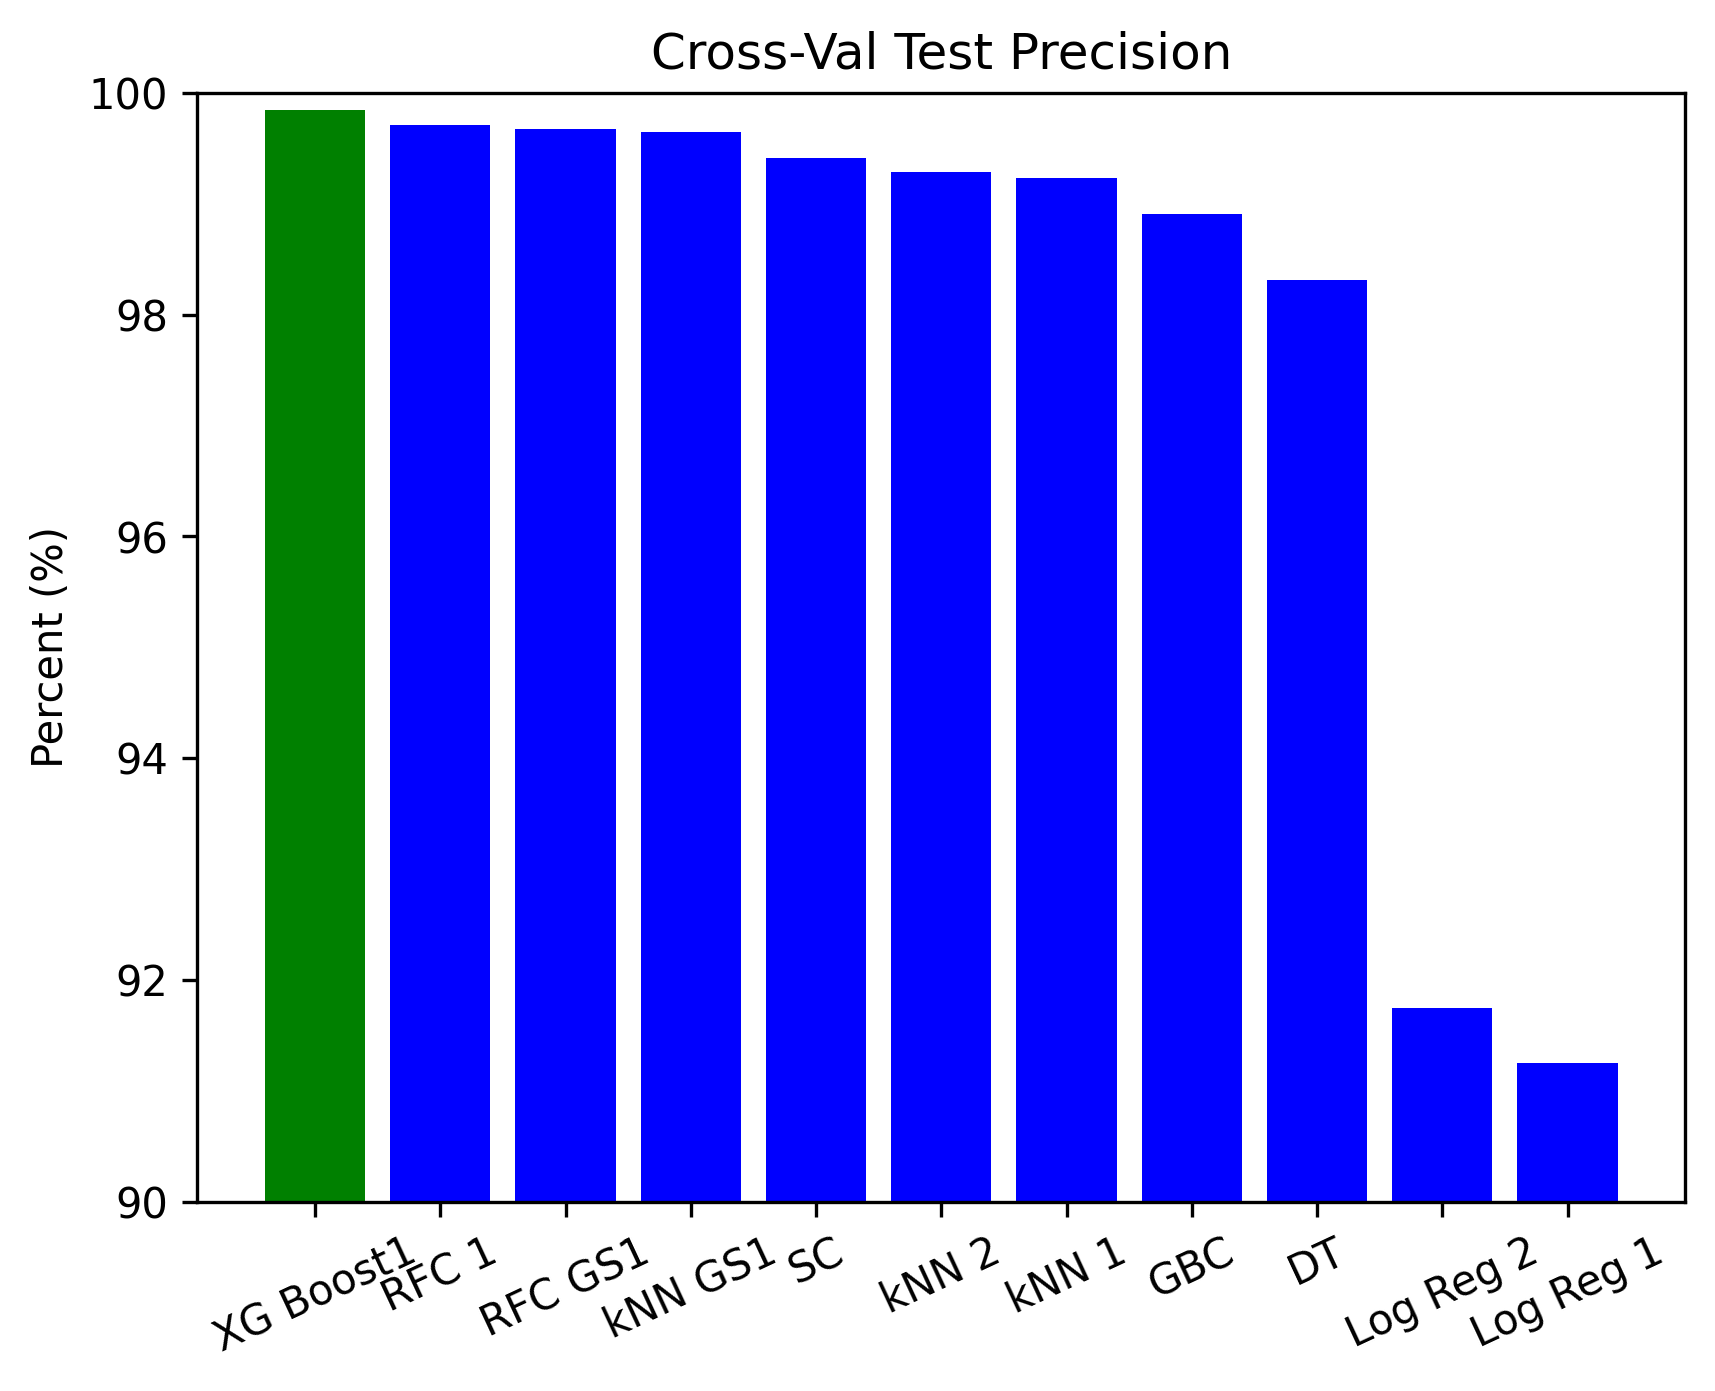 Cross-Val Test Precision
Percent (%)
100
98
96
94
92
90
XG Boost1
RFC 1
RFC GS1
kNN GS1
SC
kNN 2
kNN 1
GBC
DT
Log Reg 2
Log Reg 1